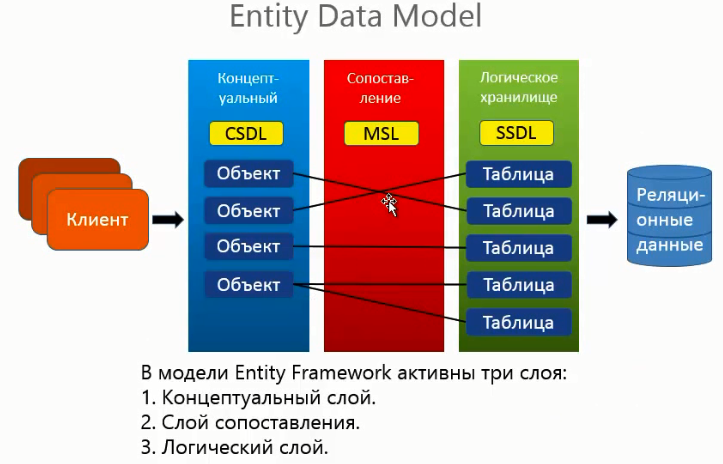 Entity Data Model
Концепт-
уальный
Сопостав-
ление
Логическое
хранилище
CSDL
MSL
SSDL
Объект
Таблица
Клиент
Объект
Таблица
Реляци-
онные
данные
Объект
Таблица
Объект
Таблица
Таблица
В модели Entity Framework активны три слоя:
1. Концептуальный слой.
2. Слой сопоставления.
3. Логический слой.